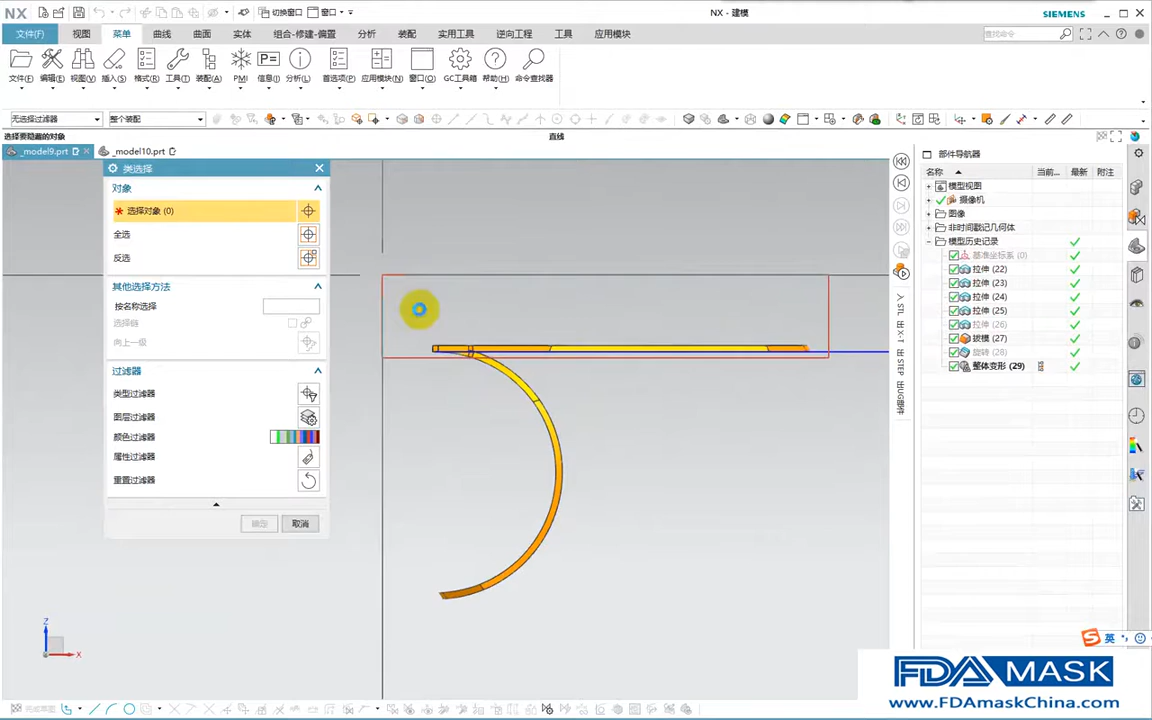 NX
切换窗口
窗口
NX - 建模
SIEMENS
文件(F)
视图
菜单
曲线
曲面
实体
组合-修建-偏置
分析
装配
实用工具
逆向工程
工具
应用模块
查找命令
文件(F)
编辑(E)
视图(V)
插入(S)
格式(R)
工具(T)
装配(A)
PMI
信息(I)
分析(L)
首选项(P)
应用模块(N)
窗口(O)
GC工具箱
帮助(H)
命令查找器
无选择过滤器
整个装配
选择要隐藏的对象
直线
_model9.prt
_model10.prt
类选择
对象
* 选择对象 (0)
全选
反选
其他选择方法
按名称选择
选择链
向上一级
过滤器
类型过滤器
图层过滤器
颜色过滤器
属性过滤器
重置过滤器
确定
取消
部件导航器
名称
当前...
最新
附注
模型视图
摄像机
图像
非时间戳记几何体
模型历史记录
基准坐标系 (0)
拉伸 (22)
拉伸 (23)
拉伸 (24)
拉伸 (25)
拉伸 (26)
拔模 (27)
旋转 (28)
整体变形 (29)
Z
X
英
FDA MASK
www.FDAmaskChina.com